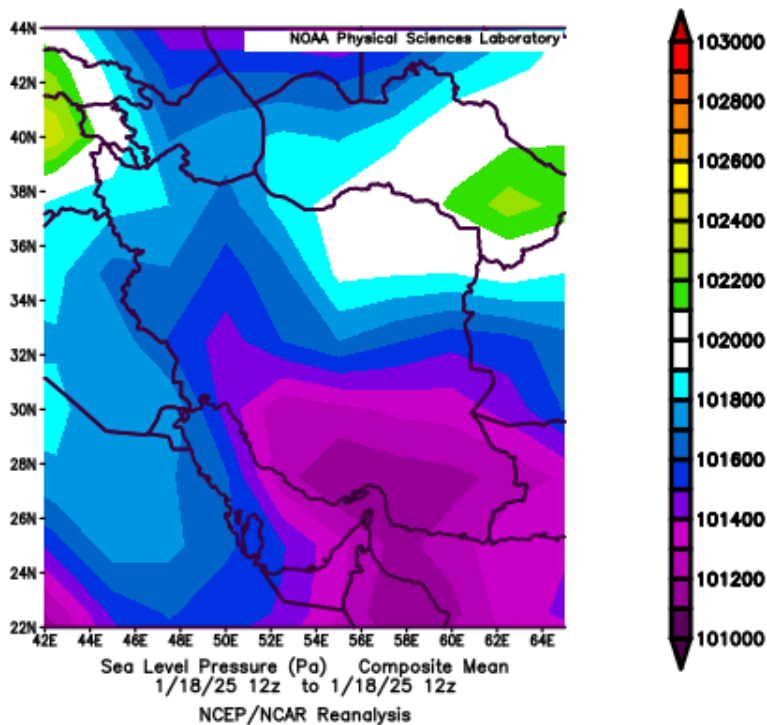 NOAA Physical Sciences Laboratory
44N
42N
40N
38N
36N
34N
32N
30N
28N
26N
24N
22N
42E 44E 46E 48E 50E 52E 54E 56E 58E 60E 62E 64E
103000
102800
102600
102400
102200
102000
101800
101600
101400
101200
101000
Sea Level Pressure (Pa) Composite Mean
1/18/25 12z to 1/18/25 12z
NCEP/NCAR Reanalysis